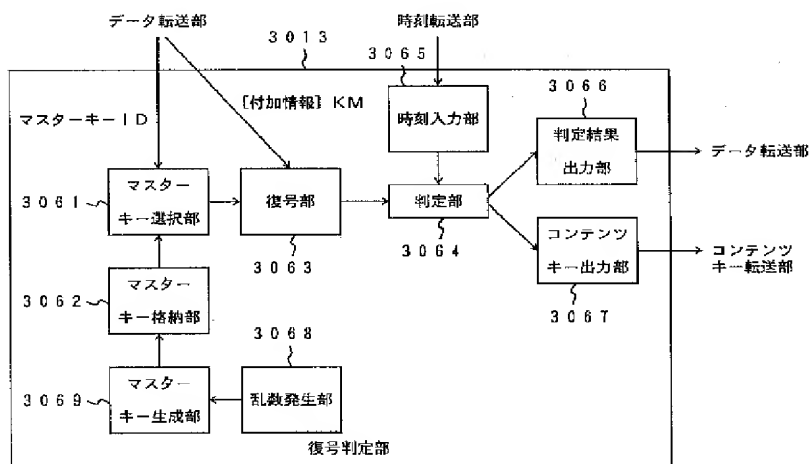 データ転送部
時刻転送部
3013
3065
3066
マスターキーID
［付加情報］KM
時刻入力部
判定結果
出力部
データ転送部
3061
マスター
キー選択部
復号部
判定部
3063
3064
コンテンツ
キー出力部
コンテンツ
キー転送部
3067
3062
マスター
キー格納部
3068
3069
マスター
キー生成部
乱数発生部
復号判定部